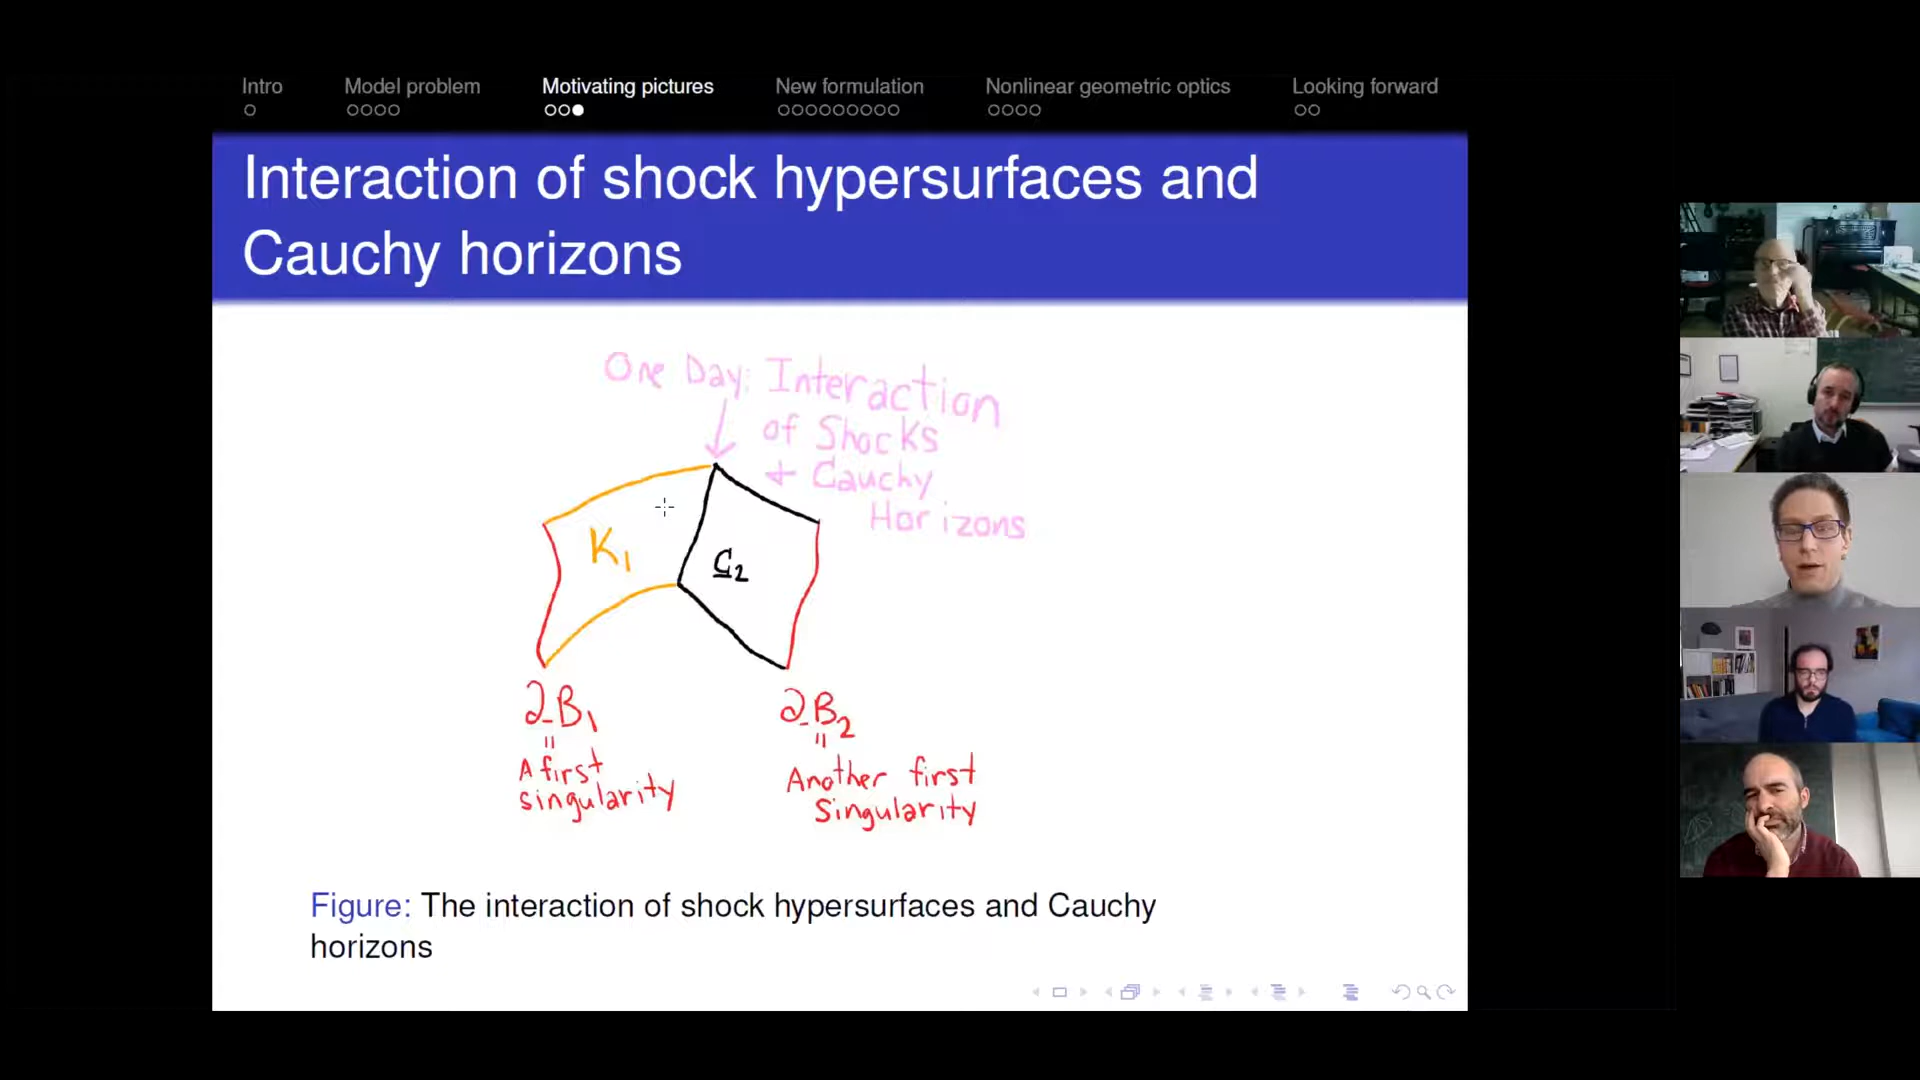 Intro
Model problem
Motivating pictures
New formulation
Nonlinear geometric optics
Looking forward
Interaction of shock hypersurfaces and
Cauchy horizons
One Day: Interaction
of Shocks
+ Cauchy
Horizons
K₁
C̲₂
∂₋B₁
=
A first
singularity
∂₋B₂
=
Another first
Singularity
Figure: The interaction of shock hypersurfaces and Cauchy
horizons